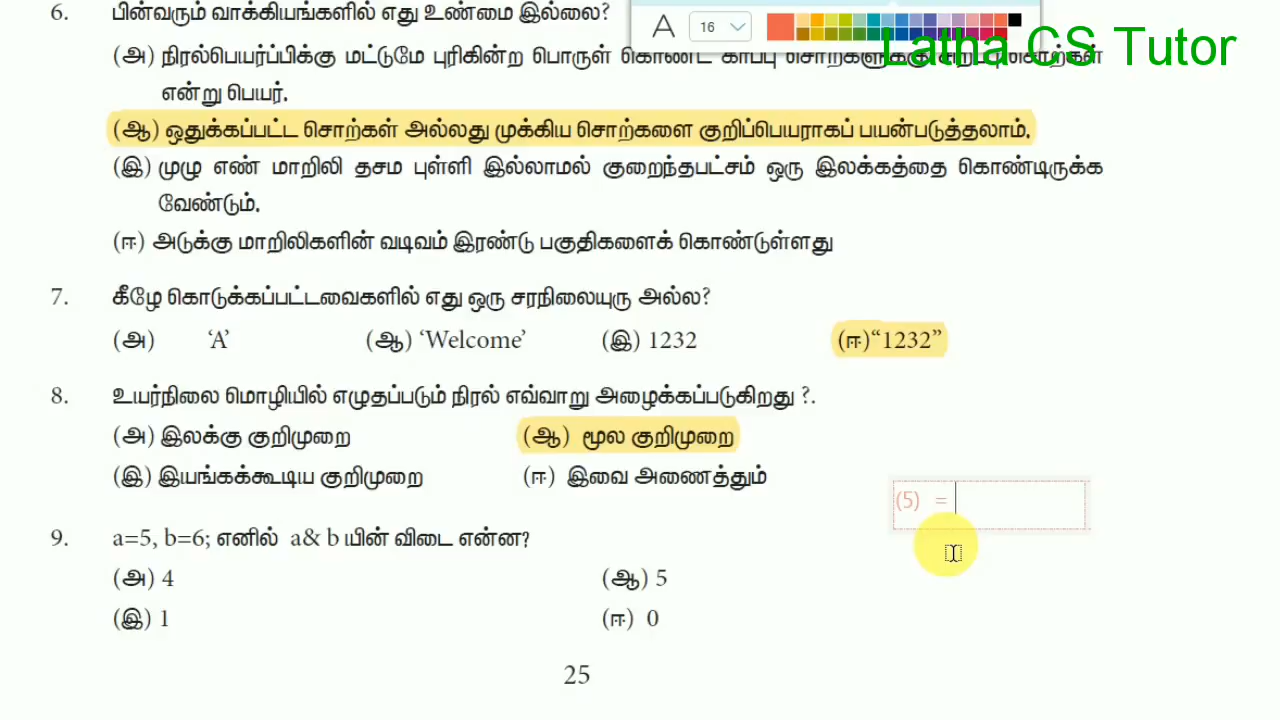 6. பின்வரும் வாக்கியங்களில் எது உண்மை இல்லை?
A 16
Latha CS Tutor
(அ) நிரல்பெயர்ப்பிக்கு மட்டுமே புரிகின்ற பொருள் கொண்ட காப்பு சொற்களுக்கு சிறப்புசொற்கள்
என்று பெயர்.
(ஆ) ஒதுக்கப்பட்ட சொற்கள் அல்லது முக்கிய சொற்களை குறிப்பெயராகப் பயன்படுத்தலாம்.
(இ) முழு எண் மாறிலி தசம புள்ளி இல்லாமல் குறைந்தபட்சம் ஒரு இலக்கத்தை கொண்டிருக்க
வேண்டும்.
(ஈ) அடுக்கு மாறிலிகளின் வடிவம் இரண்டு பகுதிகளைக் கொண்டுள்ளது
7. கீழே கொடுக்கப்பட்டவைகளில் எது ஒரு சரநிலையுரு அல்ல?
(அ) ‘A’ (ஆ) ‘Welcome’ (இ) 1232 (ஈ)“1232”
8. உயர்நிலை மொழியில் எழுதப்படும் நிரல் எவ்வாறு அழைக்கப்படுகிறது ?.
(அ) இலக்கு குறிமுறை (ஆ) மூல குறிமுறை
(இ) இயங்கக்கூடிய குறிமுறை (ஈ) இவை அணைத்தும்
(5) =
9. a=5, b=6; எனில் a& b யின் விடை என்ன?
(அ) 4 (ஆ) 5
(இ) 1 (ஈ) 0
25